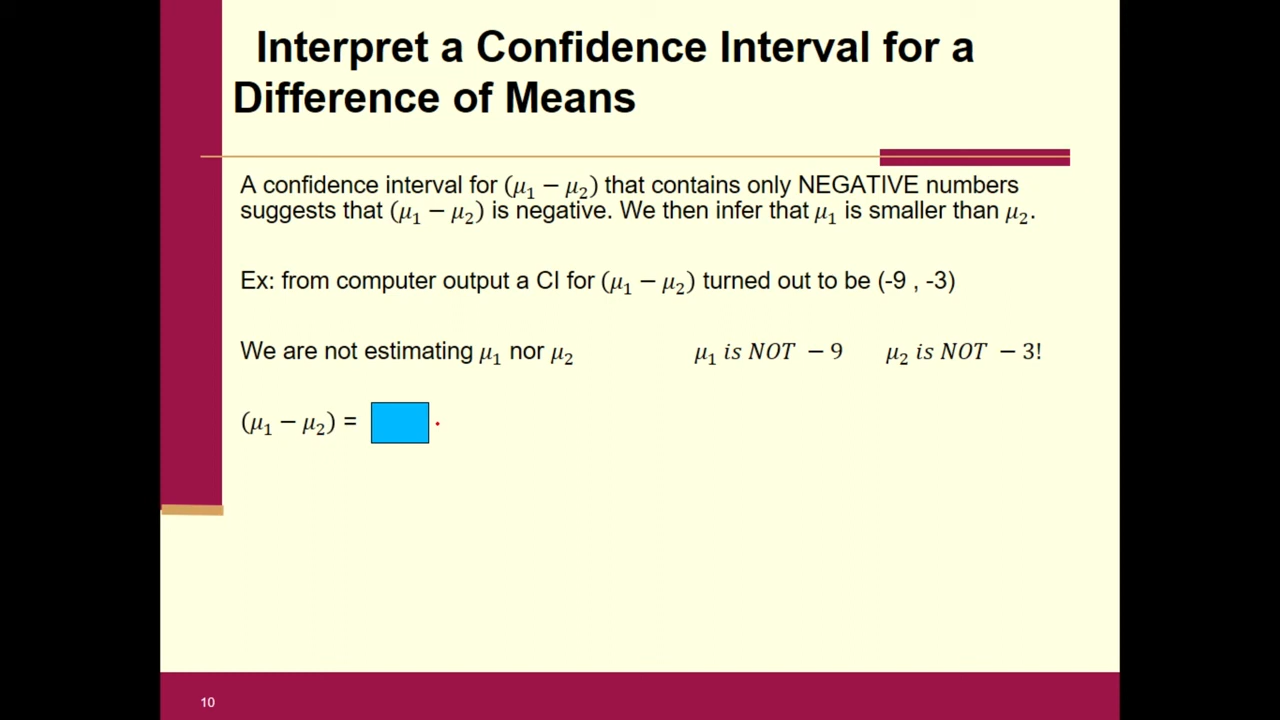 Interpret a Confidence Interval for a
Difference of Means
A confidence interval for (μ₁ − μ₂) that contains only NEGATIVE numbers
suggests that (μ₁ − μ₂) is negative. We then infer that μ₁ is smaller than μ₂.
Ex: from computer output a CI for (μ₁ − μ₂) turned out to be (-9 , -3)
We are not estimating μ₁ nor μ₂ μ₁ is NOT − 9 μ₂ is NOT − 3!
(μ₁ − μ₂) =
10